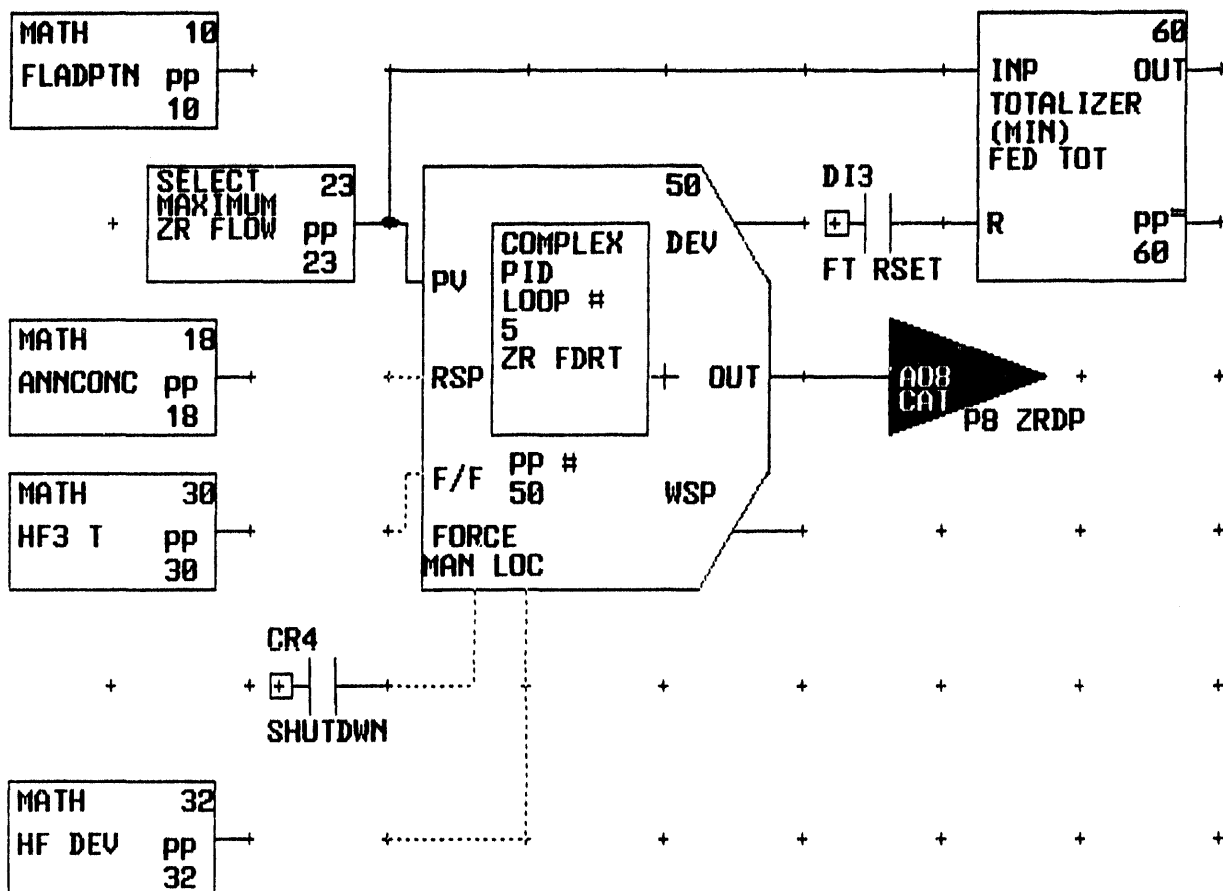 MATH 10
FLADPTN pp
10
60
INP OUT
TOTALIZER
(MIN)
FED TOT
R PP=
60
SELECT 23
MAXIMUM
ZR FLOW pp
23
50
COMPLEX
PID
LOOP #
5
ZR FDRT
DEV
PV
RSP
OUT
F/F
PP #
50
WSP
FORCE
MAN LOC
DI3
FT RSET
AO8
CAT
P8 ZRDP
MATH 18
ANNCONC pp
18
MATH 30
HF3 T pp
30
CR4
SHUTDWN
MATH 32
HF DEV pp
32